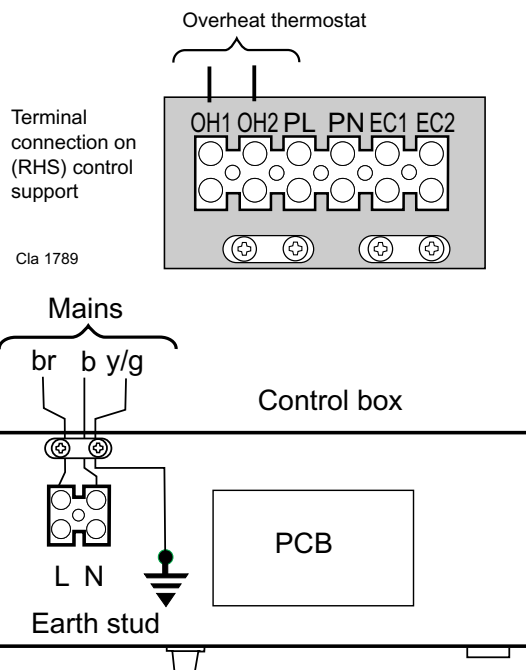 Overheat thermostat
Terminal
connection on
(RHS) control
support
OH1 OH2 PL PN EC1 EC2
Cla 1789
Mains
br b y/g
Control box
PCB
L N
Earth stud